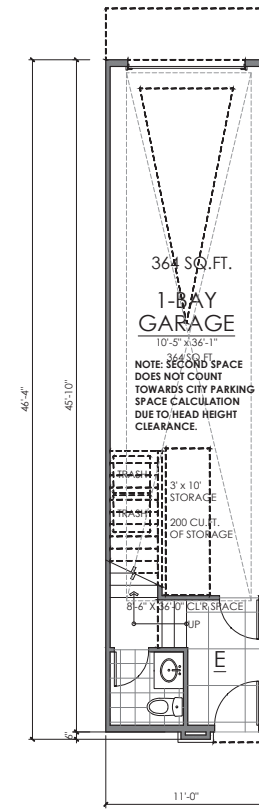 364 SQ.FT.
1-BAY
GARAGE
10'-5" x 36'-1"
364 SQ.FT.
NOTE: SECOND SPACE
DOES NOT COUNT
TOWARDS CITY PARKING
SPACE CALCULATION
DUE TO HEAD HEIGHT
CLEARANCE.
46'-4"
45'-10"
TRASH
TRASH
3' x 10'
STORAGE
200 CU.FT.
OF STORAGE
8'-6" X 36'-0" CL'R SPACE
UP
E
6"
11'-0"